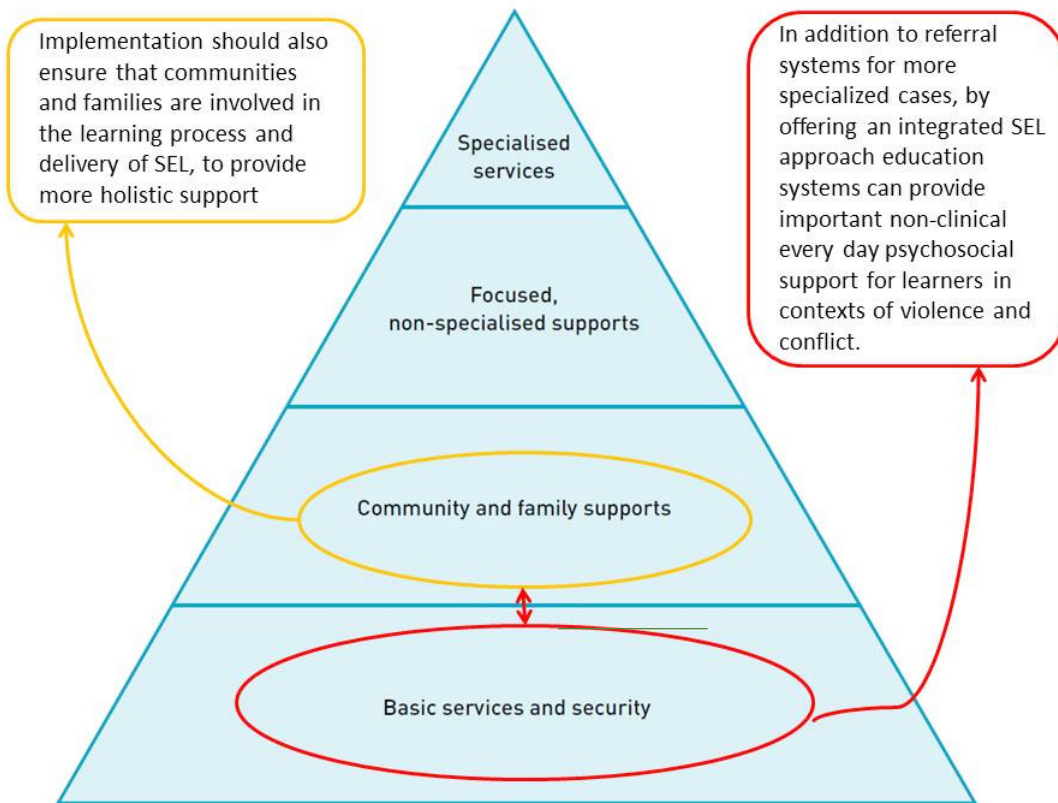 Implementation should also
ensure that communities
and families are involved in
the learning process and
delivery of SEL, to provide
more holistic support
In addition to referral
systems for more
specialized cases, by
offering an integrated SEL
approach education
systems can provide
important non-clinical
every day psychosocial
support for learners in
contexts of violence and
conflict.
Specialised
services
Focused,
non-specialised supports
Community and family supports
Basic services and security